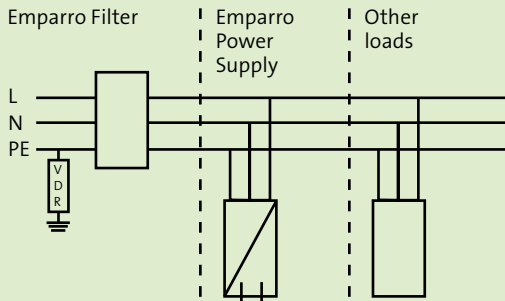 Emparro Filter
Emparro
Power
Supply
Other
loads
L
N
PE
V
D
R